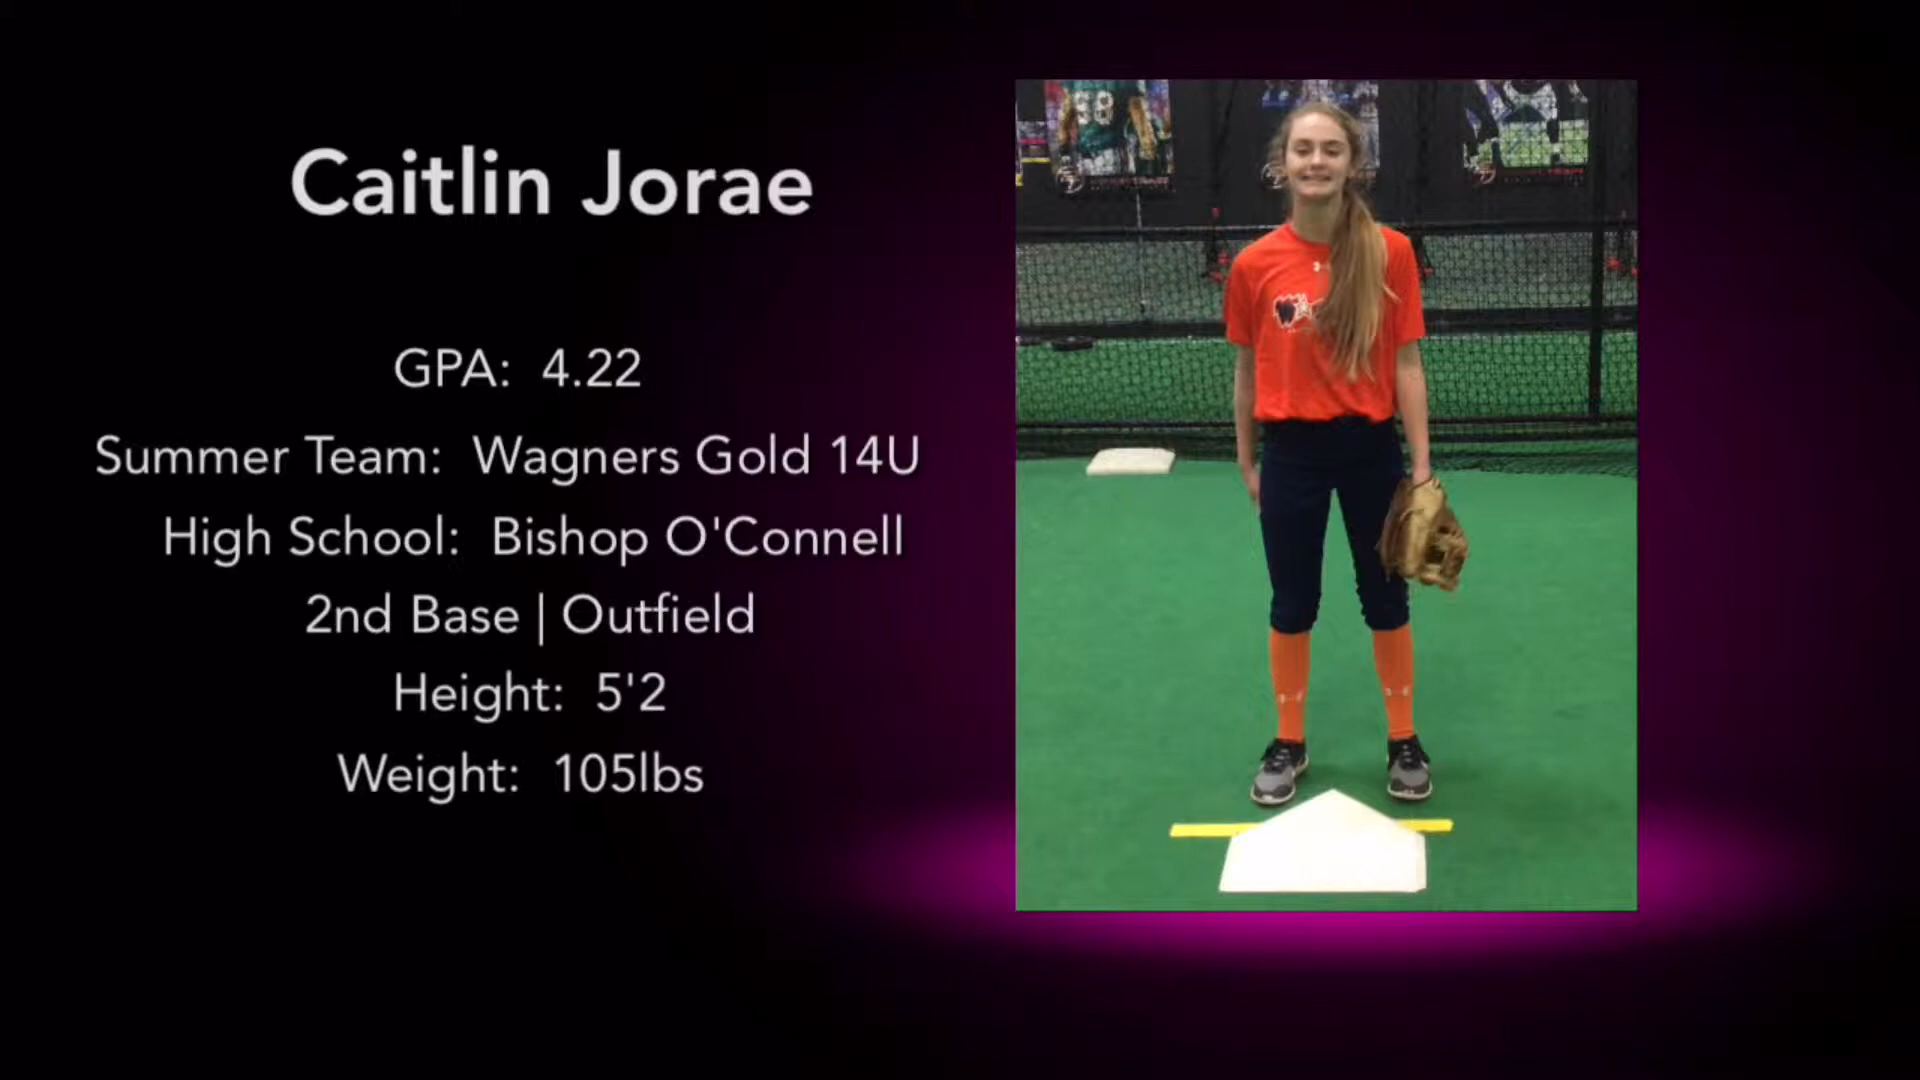 Caitlin Jorae
GPA: 4.22
Summer Team: Wagners Gold 14U
High School: Bishop O'Connell
2nd Base | Outfield
Height: 5'2
Weight: 105lbs